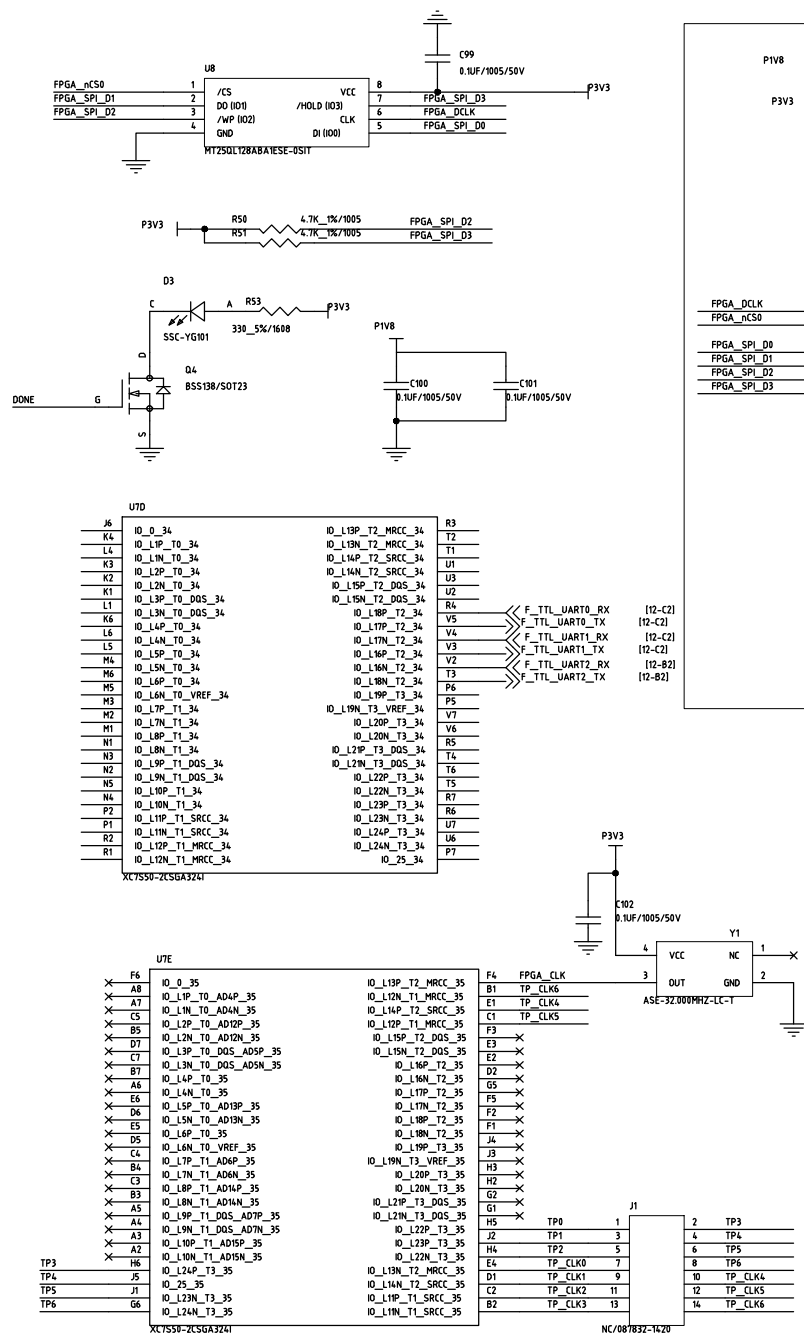 C99
0.1UF/1005/50V
P1V8
P3V3
U8
FPGA_nCS0 1 /CS VCC 8 P3V3
FPGA_SPI_D1 2 DO (IO1) /HOLD (IO3) 7 FPGA_SPI_D3
FPGA_SPI_D2 3 /WP (IO2) CLK 6 FPGA_DCLK
4 GND DI (IO0) 5 FPGA_SPI_D0
MT25QL128ABA1ESE-0SIT
P3V3 R50 4.7K_1%/1005 FPGA_SPI_D2
R51 4.7K_1%/1005 FPGA_SPI_D3
D3
C A R53 P3V3
SSC-YG101 330_5%/1608
D
Q4
BSS138/SOT23
DONE G
S
P1V8
C100 C101
0.1UF/1005/50V 0.1UF/1005/50V
FPGA_DCLK
FPGA_nCS0
FPGA_SPI_D0
FPGA_SPI_D1
FPGA_SPI_D2
FPGA_SPI_D3
U7D
J6 IO_0_34 IO_L13P_T2_MRCC_34 R3
K4 IO_L1P_T0_34 IO_L13N_T2_MRCC_34 T2
L4 IO_L1N_T0_34 IO_L14P_T2_SRCC_34 T1
K3 IO_L2P_T0_34 IO_L14N_T2_SRCC_34 U1
K2 IO_L2N_T0_34 IO_L15P_T2_DQS_34 U3
K1 IO_L3P_T0_DQS_34 IO_L15N_T2_DQS_34 U2
L1 IO_L3N_T0_DQS_34 IO_L18P_T2_34 R4 F_TTL_UART0_RX [12-C2]
K6 IO_L4P_T0_34 IO_L17P_T2_34 V5 F_TTL_UART0_TX [12-C2]
L6 IO_L4N_T0_34 IO_L17N_T2_34 V4 F_TTL_UART1_RX [12-C2]
L5 IO_L5P_T0_34 IO_L16P_T2_34 V3 F_TTL_UART1_TX [12-C2]
M4 IO_L5N_T0_34 IO_L16N_T2_34 V2 F_TTL_UART2_RX [12-B2]
M6 IO_L6P_T0_34 IO_L18N_T2_34 T3 F_TTL_UART2_TX [12-B2]
M5 IO_L6N_T0_VREF_34 IO_L19P_T3_34 P6
M3 IO_L7P_T1_34 IO_L19N_T3_VREF_34 P5
M2 IO_L7N_T1_34 IO_L20P_T3_34 V7
M1 IO_L8P_T1_34 IO_L20N_T3_34 V6
N1 IO_L8N_T1_34 IO_L21P_T3_DQS_34 R5
N3 IO_L9P_T1_DQS_34 IO_L21N_T3_DQS_34 T4
N2 IO_L9N_T1_DQS_34 IO_L22P_T3_34 T6
N5 IO_L10P_T1_34 IO_L22N_T3_34 T5
N4 IO_L10N_T1_34 IO_L23P_T3_34 R7
P2 IO_L11P_T1_SRCC_34 IO_L23N_T3_34 R6
P1 IO_L11N_T1_SRCC_34 IO_L24P_T3_34 U7
R2 IO_L12P_T1_MRCC_34 IO_L24N_T3_34 U6
R1 IO_L12N_T1_MRCC_34 IO_25_34 P7
XC7S50-2CSGA324I
P3V3
C102
0.1UF/1005/50V
Y1
4 VCC NC 1
3 OUT GND 2
ASE-32.000MHZ-LC-T
U7E
F6 IO_0_35 IO_L13P_T2_MRCC_35 F4 FPGA_CLK
A8 IO_L1P_T0_AD4P_35 IO_L12N_T1_MRCC_35 B1 TP_CLK6
A7 IO_L1N_T0_AD4N_35 IO_L14P_T2_SRCC_35 E1 TP_CLK4
C5 IO_L2P_T0_AD12P_35 IO_L12P_T1_MRCC_35 C1 TP_CLK5
B5 IO_L2N_T0_AD12N_35 IO_L15P_T2_DQS_35 F3
D7 IO_L3P_T0_DQS_AD5P_35 IO_L15N_T2_DQS_35 E3
C7 IO_L3N_T0_DQS_AD5N_35 IO_L16P_T2_35 E2
B7 IO_L4P_T0_35 IO_L16N_T2_35 D2
A6 IO_L4N_T0_35 IO_L17P_T2_35 G5
E6 IO_L5P_T0_AD13P_35 IO_L17N_T2_35 F5
D6 IO_L5N_T0_AD13N_35 IO_L18P_T2_35 F2
E5 IO_L6P_T0_35 IO_L18N_T2_35 F1
D5 IO_L6N_T0_VREF_35 IO_L19P_T3_35 J4
C4 IO_L7P_T1_AD6P_35 IO_L19N_T3_VREF_35 J3
B4 IO_L7N_T1_AD6N_35 IO_L20P_T3_35 H3
C3 IO_L8P_T1_AD14P_35 IO_L20N_T3_35 H2
B3 IO_L8N_T1_AD14N_35 IO_L21P_T3_DQS_35 G2
A5 IO_L9P_T1_DQS_AD7P_35 IO_L21N_T3_DQS_35 G1
A4 IO_L9N_T1_DQS_AD7N_35 IO_L22P_T3_35 H5 TP0
A3 IO_L10P_T1_AD15P_35 IO_L23P_T3_35 J2 TP1
A2 IO_L10N_T1_AD15N_35 IO_L22N_T3_35 H4 TP2
TP3 H6 IO_L24P_T3_35 IO_L13N_T2_MRCC_35 E4 TP_CLK0
TP4 J5 IO_25_35 IO_L14N_T2_SRCC_35 D1 TP_CLK1
TP5 J1 IO_L23N_T3_35 IO_L11P_T1_SRCC_35 C2 TP_CLK2
TP6 G6 IO_L24N_T3_35 IO_L11N_T1_SRCC_35 B2 TP_CLK3
XC7S50-2CSGA324I
J1
1 2 TP3
3 4 TP4
5 6 TP5
7 8 TP6
9 10 TP_CLK4
11 12 TP_CLK5
13 14 TP_CLK6
NC/087832-1420